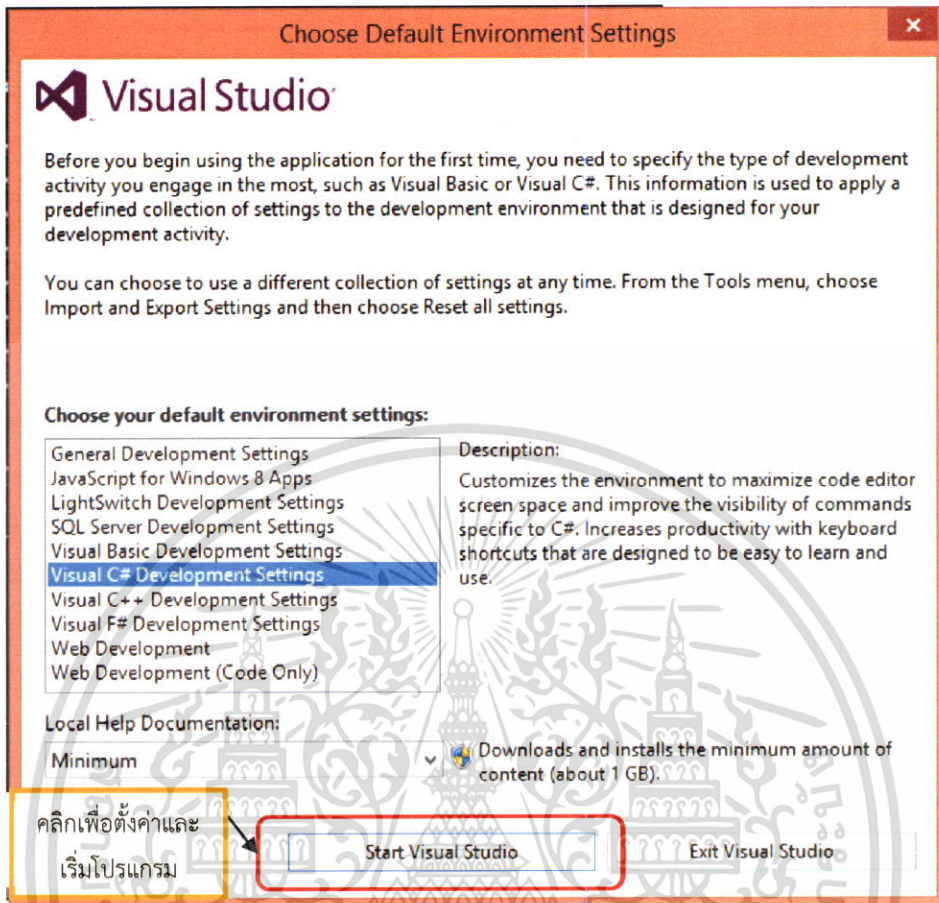 Choose Default Environment Settings
Visual Studio
Before you begin using the application for the first time, you need to specify the type of development
activity you engage in the most, such as Visual Basic or Visual C#. This information is used to apply a
predefined collection of settings to the development environment that is designed for your
development activity.
You can choose to use a different collection of settings at any time. From the Tools menu, choose
Import and Export Settings and then choose Reset all settings.
Choose your default environment settings:
General Development Settings
JavaScript for Windows 8 Apps
LightSwitch Development Settings
SQL Server Development Settings
Visual Basic Development Settings
Visual C# Development Settings
Visual C++ Development Settings
Visual F# Development Settings
Web Development
Web Development (Code Only)
Description:
Customizes the environment to maximize code editor
screen space and improve the visibility of commands
specific to C#. Increases productivity with keyboard
shortcuts that are designed to be easy to learn and
use.
Local Help Documentation:
Minimum
Downloads and installs the minimum amount of
content (about 1 GB).
คลิกเพื่อตั้งค่าและ
เริ่มโปรแกรม
Start Visual Studio
Exit Visual Studio